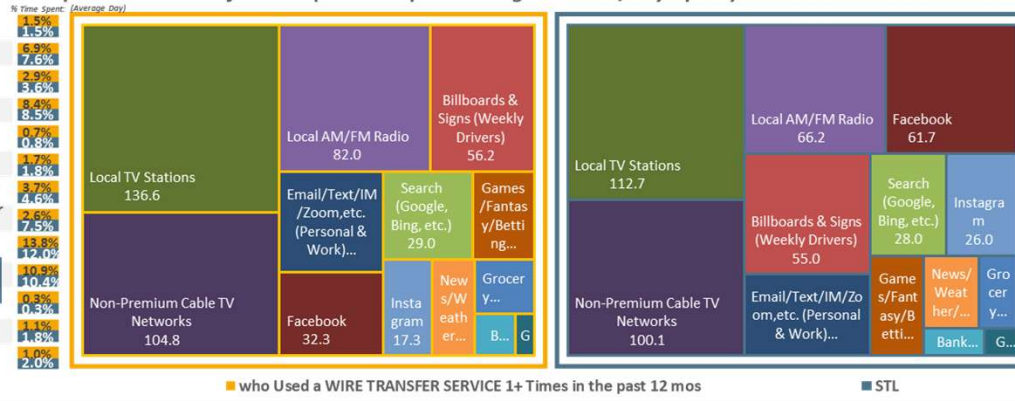 % Time Spent: (Average Day)
1.5%
1.5%
6.9%
7.6%
2.9%
3.6%
8.4%
8.5%
0.7%
0.8%
1.7%
1.8%
3.7%
4.6%
2.6%
7.5%
13.8%
12.0%
10.9%
10.4%
0.3%
0.3%
1.1%
1.8%
1.0%
2.0%
Local TV Stations
136.6
Non-Premium Cable TV
Networks
104.8
Local AM/FM Radio
82.0
Billboards &
Signs (Weekly
Drivers)
56.2
Email/Text/IM
/Zoom,etc.
(Personal &
Work)...
Facebook
32.3
Search
(Google,
Bing, etc.)
29.0
Games
/Fantas
y/Betti
ng...
Insta
gram
17.3
New
s/W
eath
er...
Grocer
y...
B...
G
Local TV Stations
112.7
Non-Premium Cable TV
Networks
100.1
Local AM/FM Radio
66.2
Facebook
61.7
Billboards & Signs
(Weekly Drivers)
55.0
Email/Text/IM/Zo
om,etc. (Personal
& Work)...
Search
(Google,
Bing, etc.)
28.0
Instagra
m
26.0
Game
s/Fant
asy/B
etti...
News/
Weat
her/...
Gro
cer
y...
Bank...
G...
who Used a WIRE TRANSFER SERVICE 1+ Times in the past 12 mos
STL